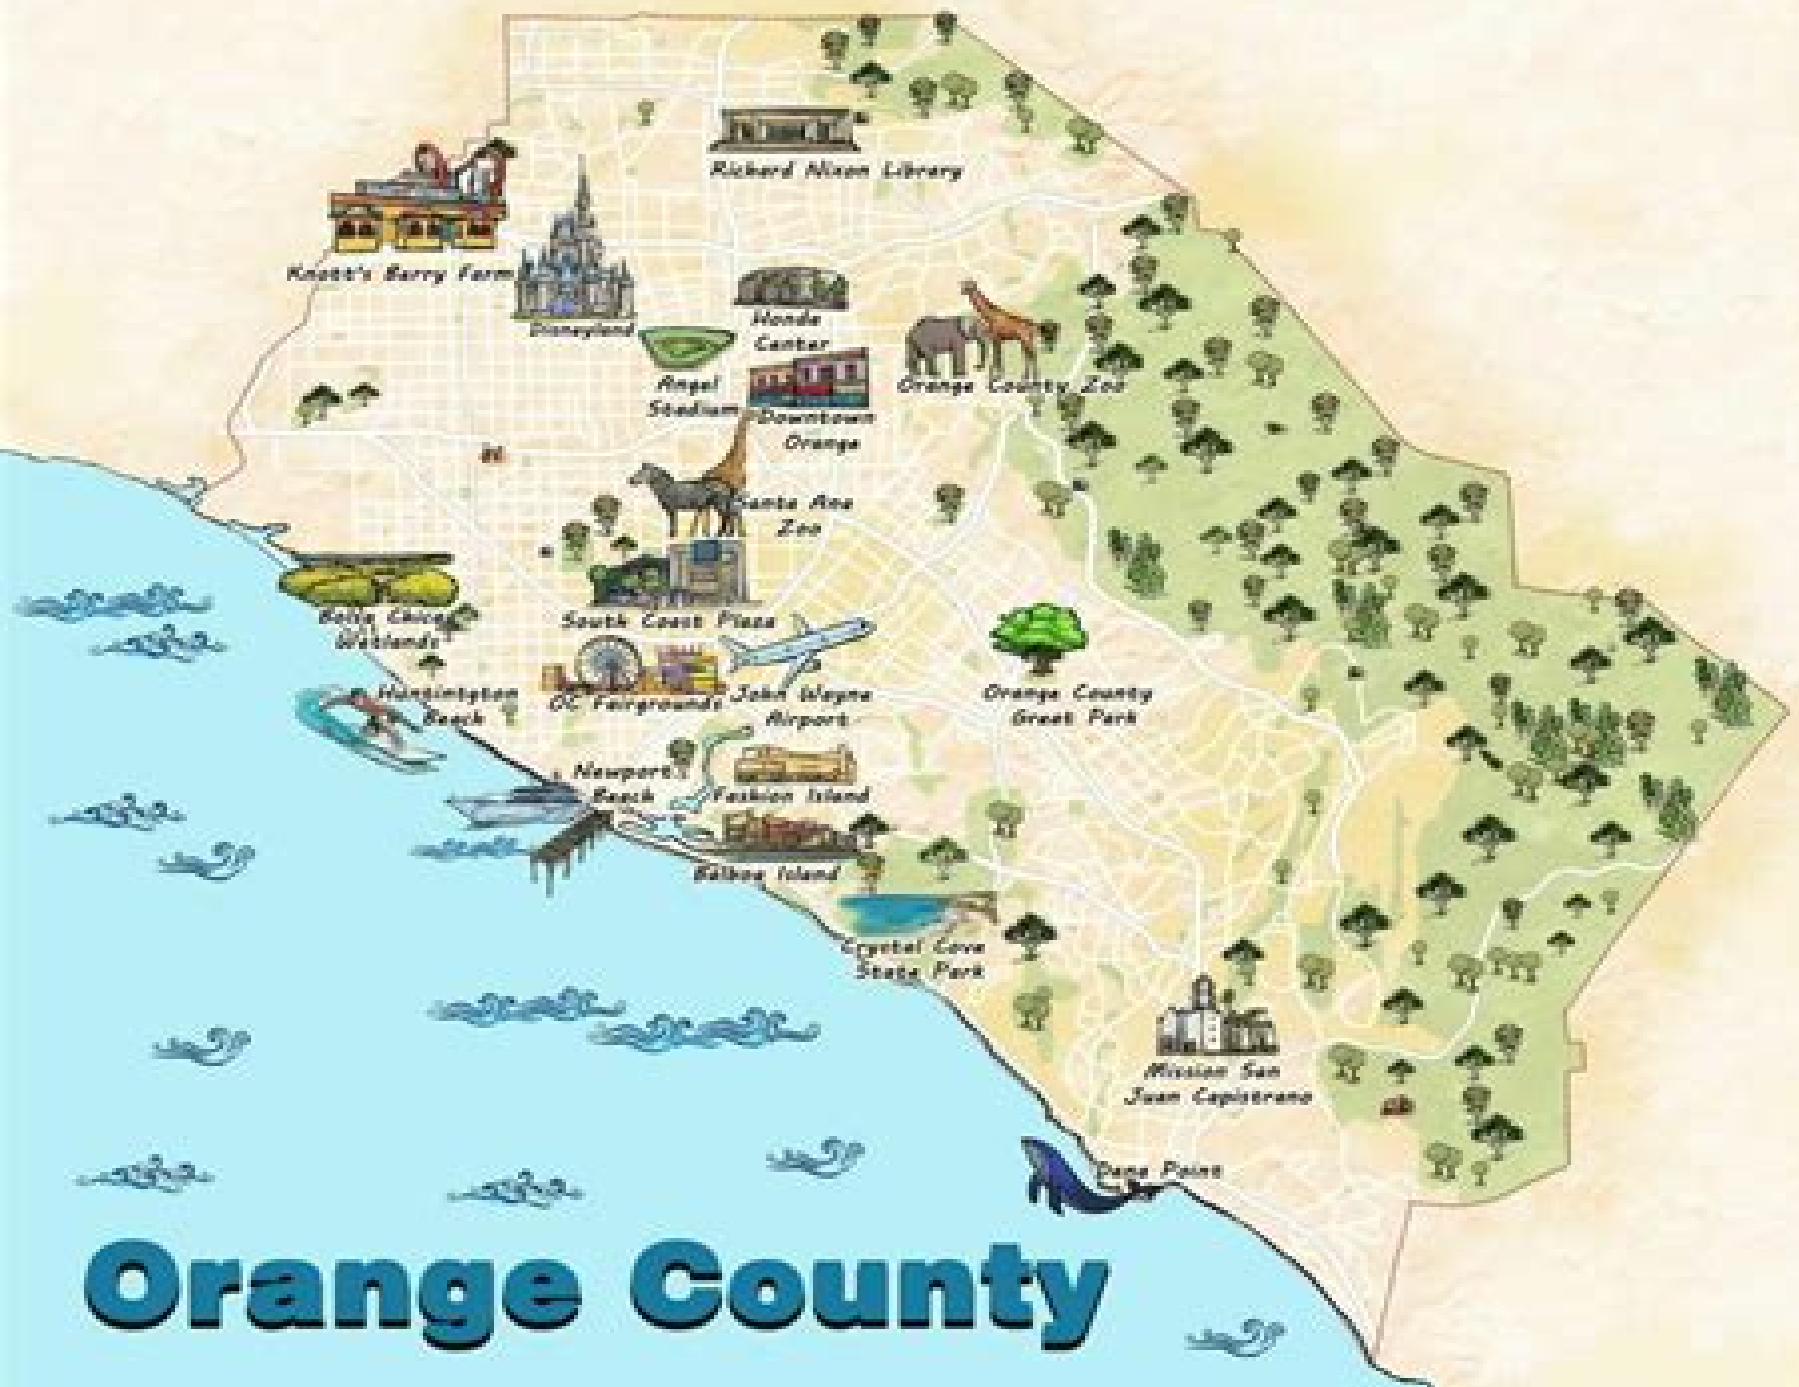 Richard Nixon Library
Knott's Berry Farm
Disneyland
Honda
Center
Angel
Stadium
Orange County Zoo
Downtown
Orange
Santa Ana
Zoo
Bolsa Chica
Wetlands
South Coast Plaza
Huntington
Beach
OC Fairgrounds
John Wayne
Airport
Orange County
Great Park
Newport
Beach
Fashion Island
Balboa Island
Crystal Cove
State Park
Mission San
Juan Capistrano
Dana Point
Orange County